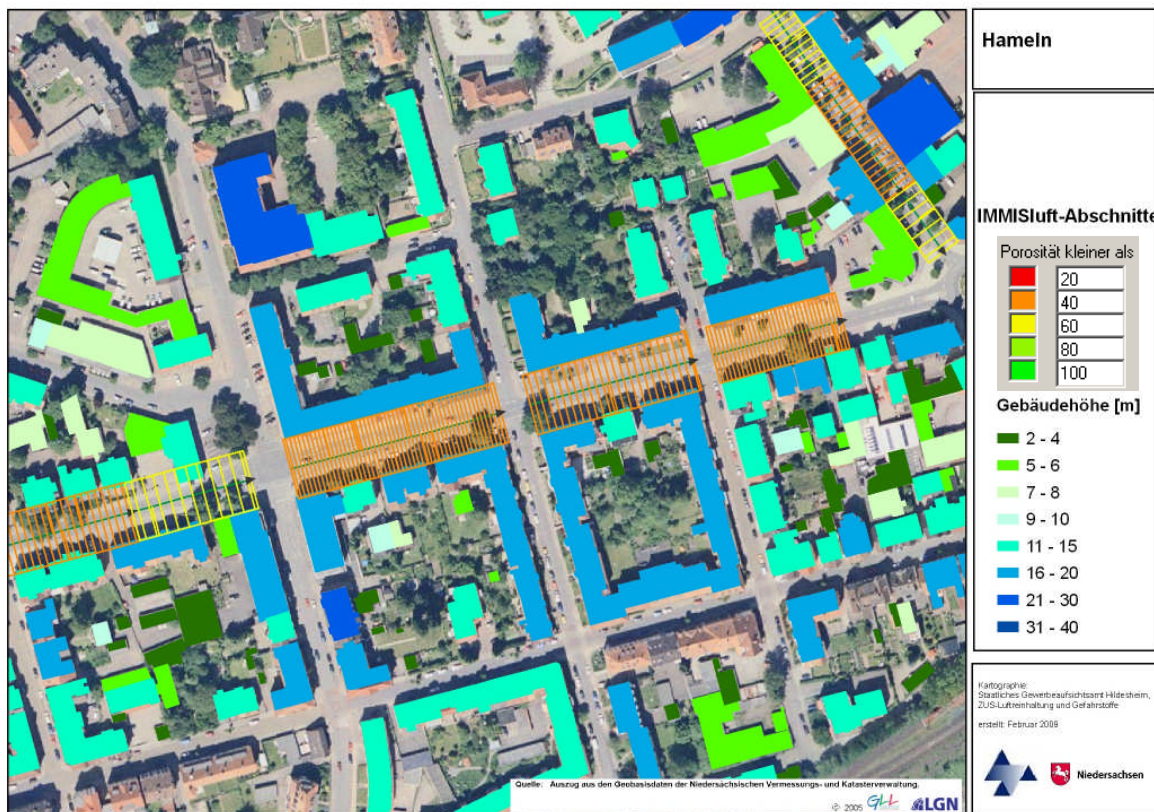 Hameln
IMMISluft-Abschnitte
Porosität kleiner als
20
40
60
80
100
Gebäudehöhe [m]
2 - 4
5 - 6
7 - 8
9 - 10
11 - 15
16 - 20
21 - 30
31 - 40
Kartographie:
Staatliches Gewerbeaufsichtsamt Hildesheim,
ZUS-Luftreinhaltung und Gefahrstoffe
erstellt: Februar 2009
Niedersachsen
Quelle: Auszug aus den Geobasisdaten der Niedersächsischen Vermessungs- und Katasterverwaltung.
© 2005 GLL LGN